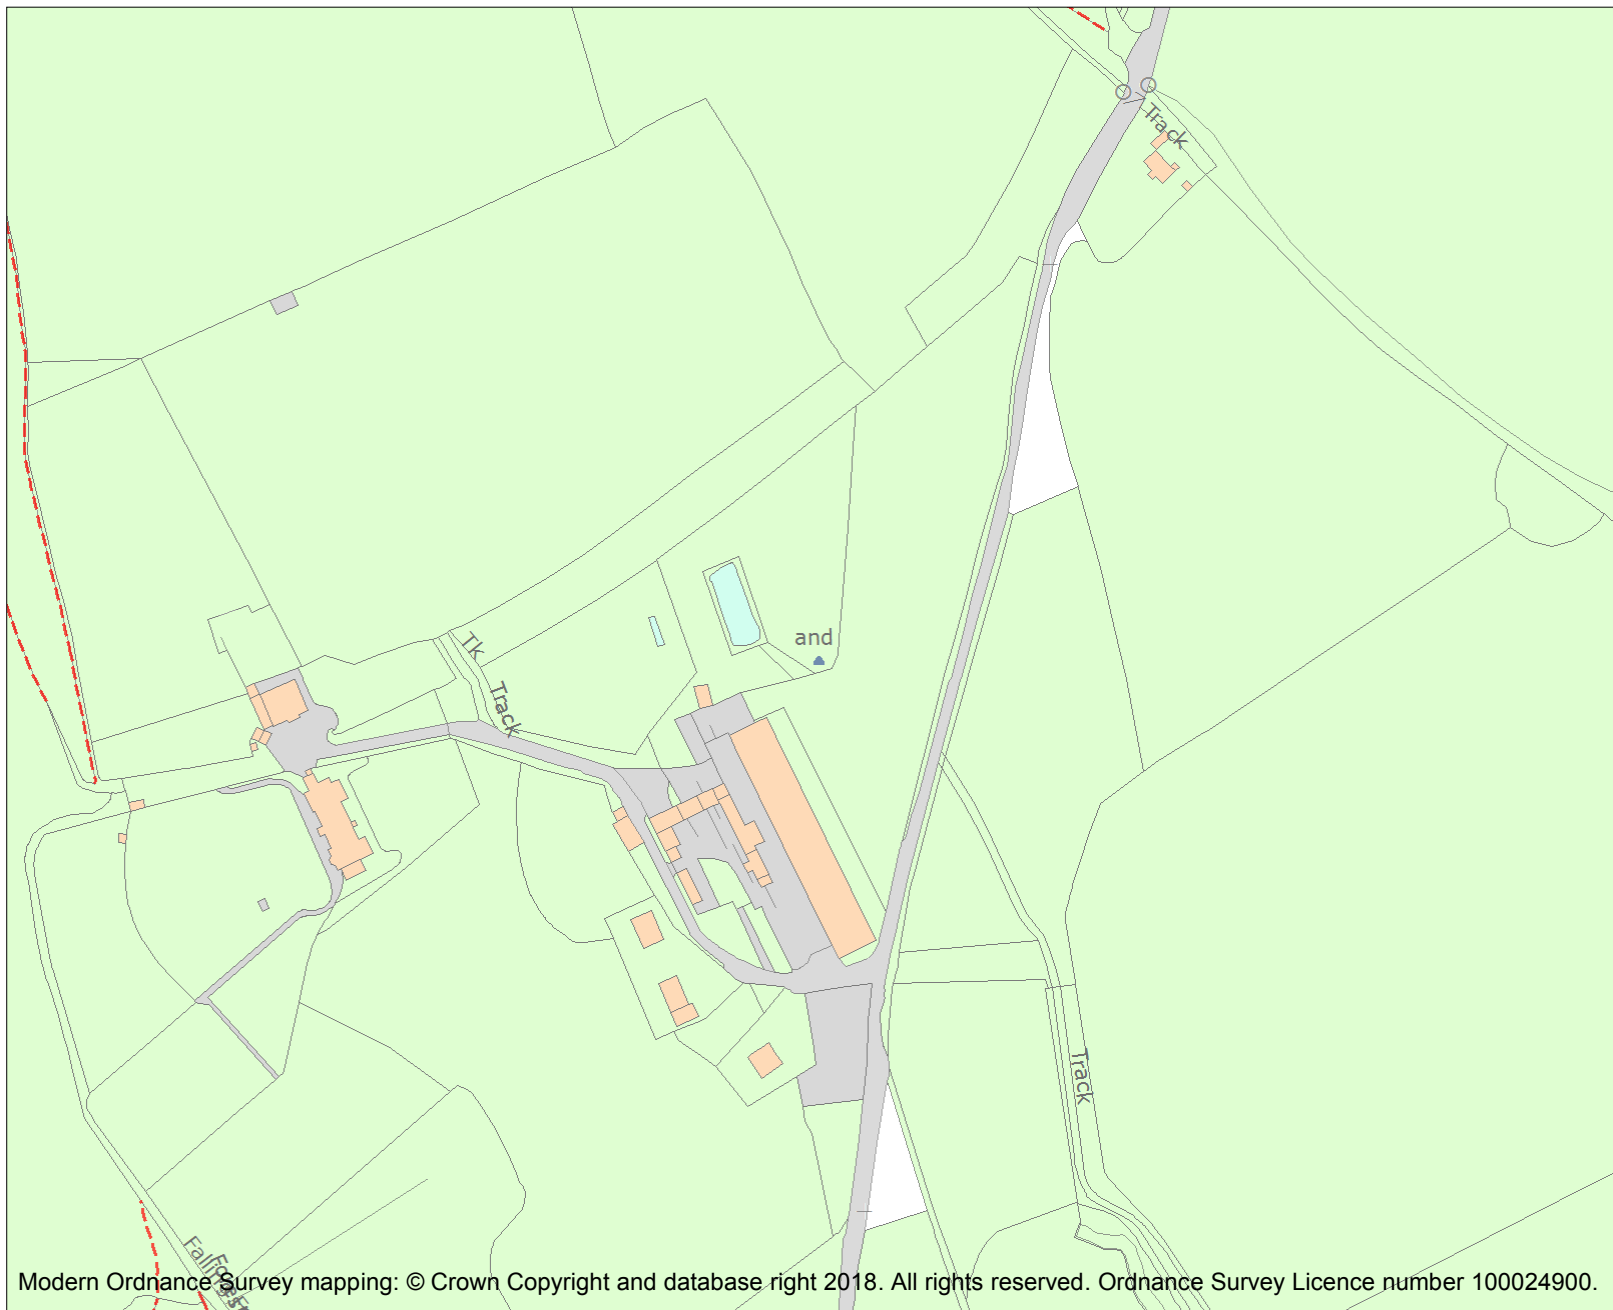 Track
and
Tk
Track
Track
Modern Ordnance Survey mapping: © Crown Copyright and database right 2018. All rights reserved. Ordnance Survey Licence number 100024900.